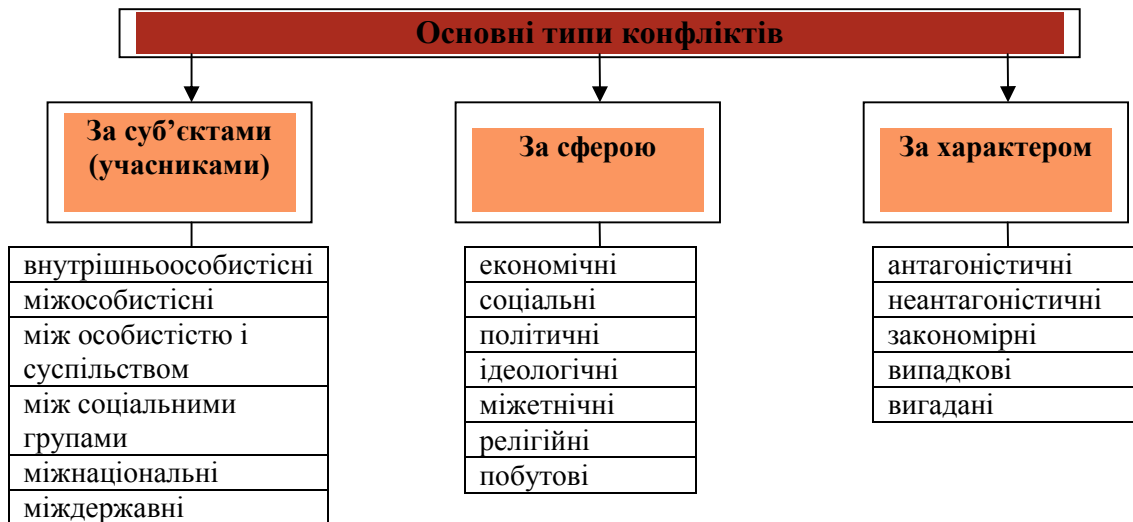 Основні типи конфліктів
За суб’єктами
(учасниками)
внутрішньоособистісні
міжособистісні
між особистістю і
суспільством
між соціальними
групами
міжнаціональні
міждержавні
За сферою
економічні
соціальні
політичні
ідеологічні
міжетнічні
релігійні
побутові
За характером
антагоністичні
неантагоністичні
закономірні
випадкові
вигадані